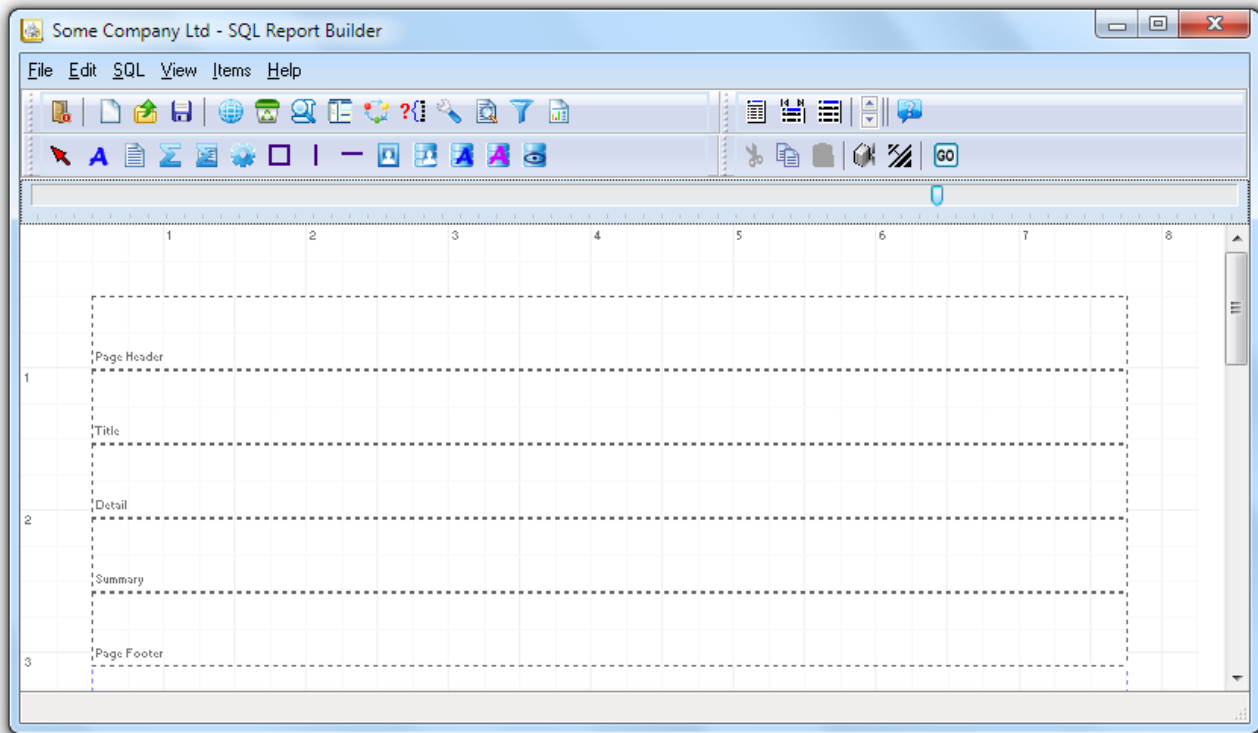 Some Company Ltd - SQL Report Builder
File Edit SQL View Items Help
?{
?
A A A GO
1 2 3 4 5 6 7 8
Page Header
1
Title
Detail
2
Summary
Page Footer
3